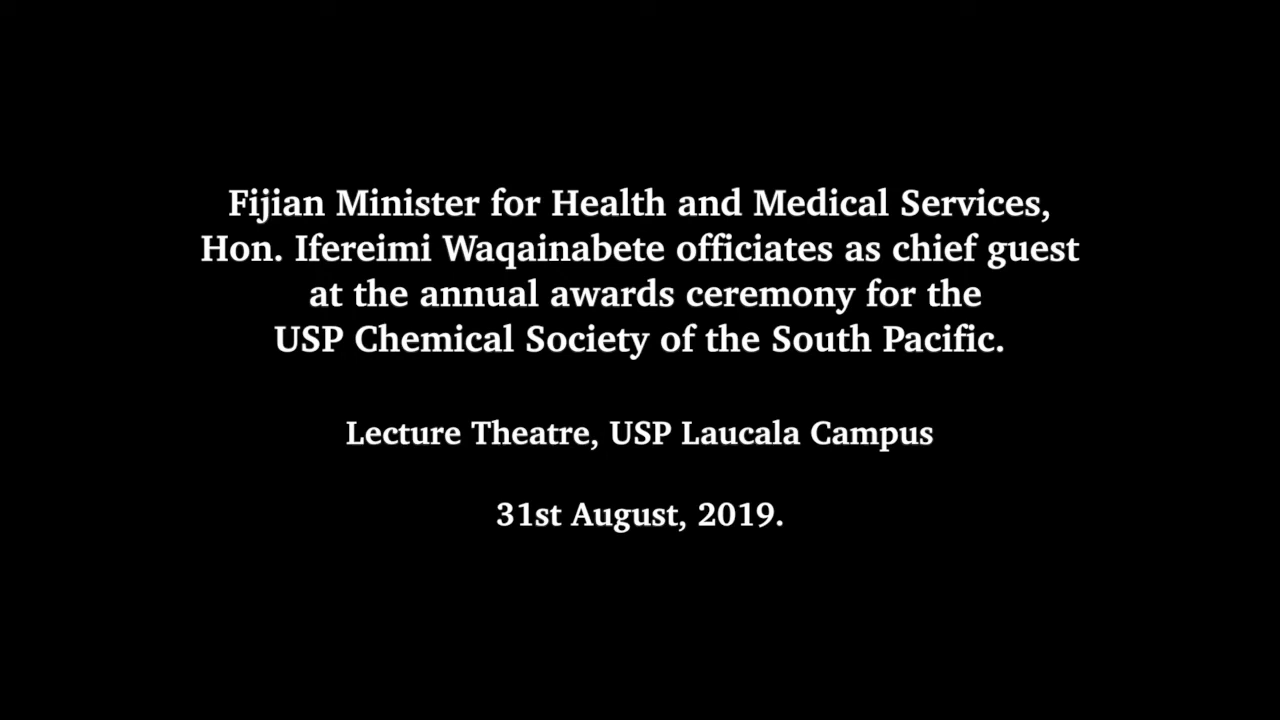 Fijian Minister for Health and Medical Services,
Hon. Ifereimi Waqainabete officiates as chief guest
at the annual awards ceremony for the
USP Chemical Society of the South Pacific.
Lecture Theatre, USP Laucala Campus
31st August, 2019.